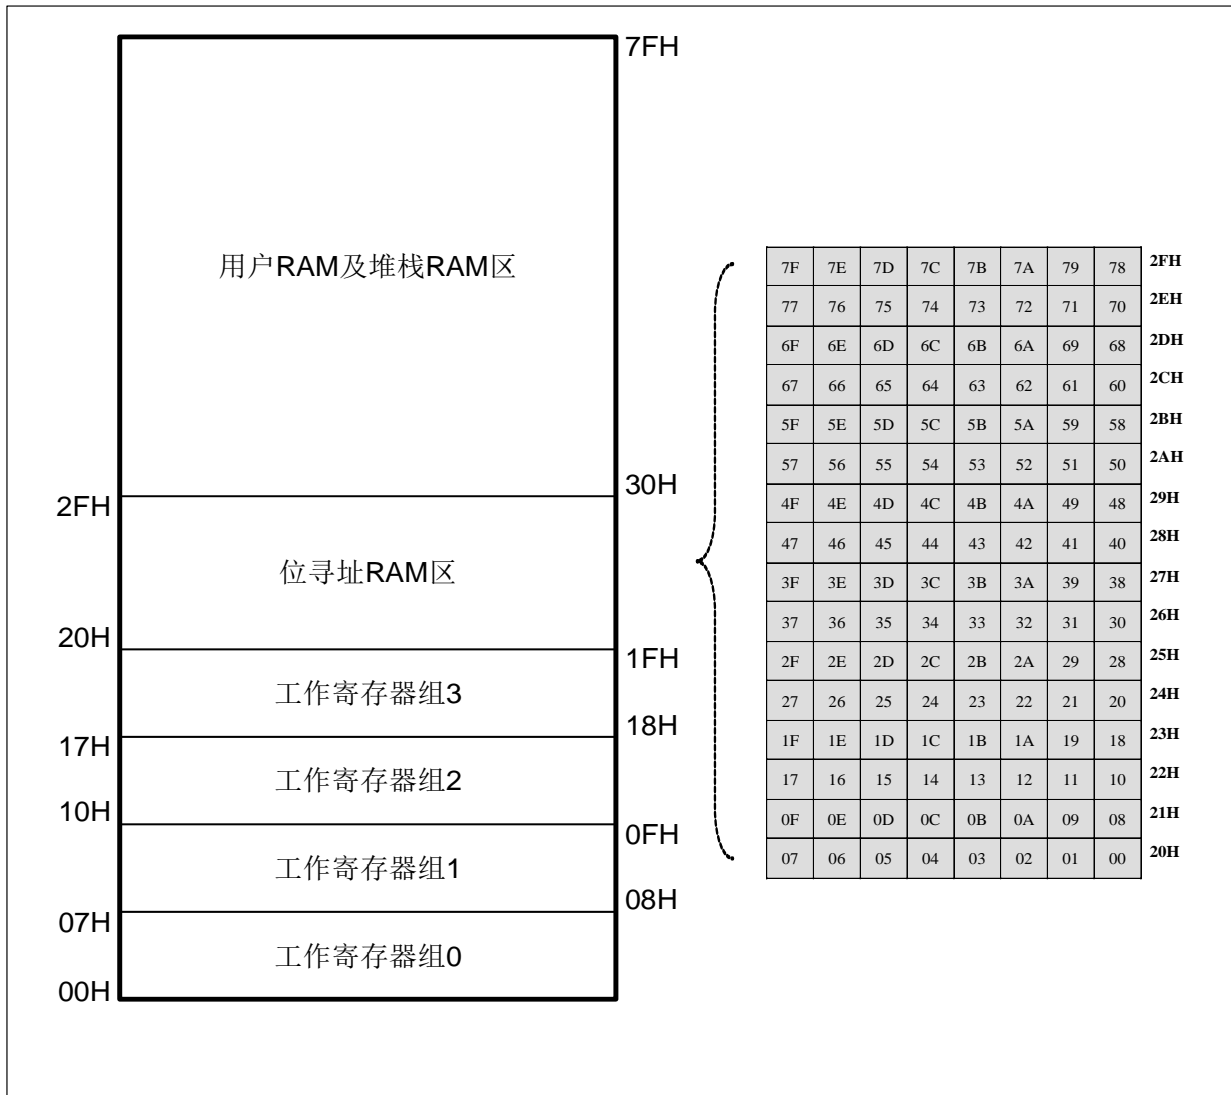 7FH
用户RAM及堆栈RAM区
30H
2FH
位寻址RAM区
20H
1FH
工作寄存器组3
18H
17H
工作寄存器组2
10H
0FH
工作寄存器组1
08H
07H
工作寄存器组0
00H
7F 7E 7D 7C 7B 7A 79 78 2FH
77 76 75 74 73 72 71 70 2EH
6F 6E 6D 6C 6B 6A 69 68 2DH
67 66 65 64 63 62 61 60 2CH
5F 5E 5D 5C 5B 5A 59 58 2BH
57 56 55 54 53 52 51 50 2AH
4F 4E 4D 4C 4B 4A 49 48 29H
47 46 45 44 43 42 41 40 28H
3F 3E 3D 3C 3B 3A 39 38 27H
37 36 35 34 33 32 31 30 26H
2F 2E 2D 2C 2B 2A 29 28 25H
27 26 25 24 23 22 21 20 24H
1F 1E 1D 1C 1B 1A 19 18 23H
17 16 15 14 13 12 11 10 22H
0F 0E 0D 0C 0B 0A 09 08 21H
07 06 05 04 03 02 01 00 20H